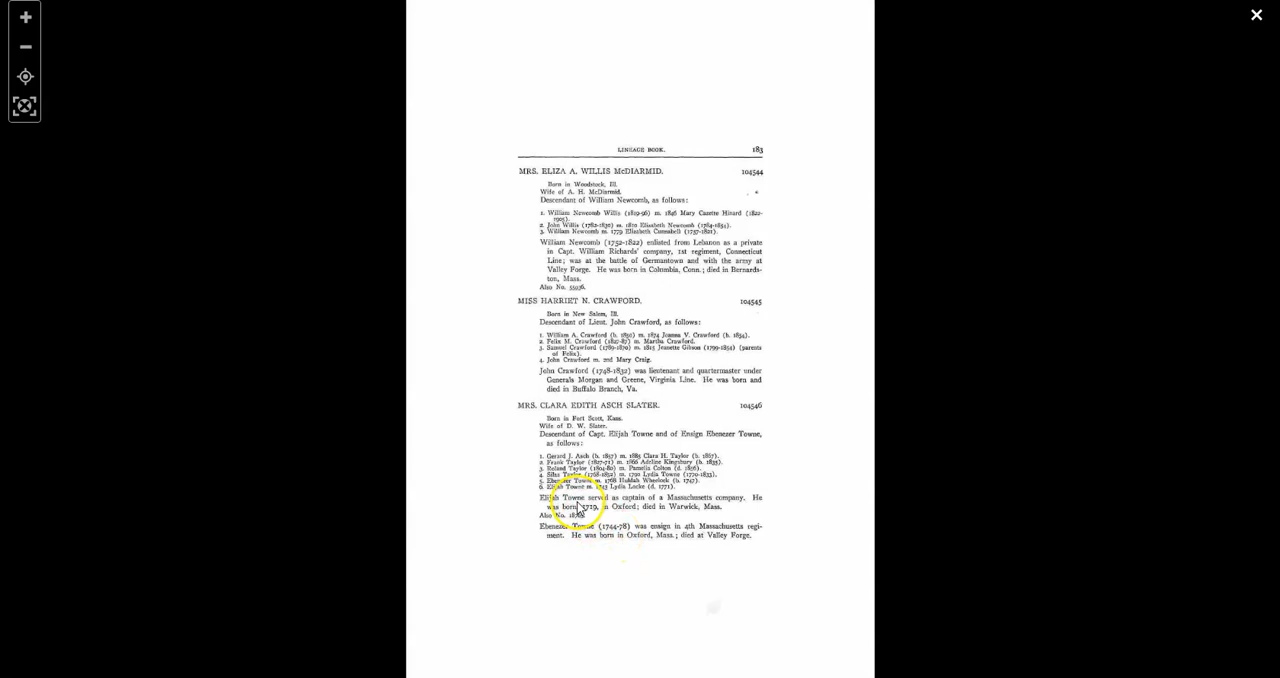 LINEAGE BOOK. 183
MRS. ELIZA A. WILLIS McDIARMID. 104544
Born in Woodstock, Ill.
Wife of A. H. McDiarmid.
Descendant of William Newcomb, as follows:
1. William Newcomb Willis (1819-96) m. 1846 Mary Cazette Hinard (1822-
1905).
2. John Willis (1782-1830) m. 1810 Elizabeth Newcomb (1784-1854).
3. William Newcomb m. 1779 Elizabeth Cunnabell (1757-1821).
William Newcomb (1752-1822) enlisted from Lebanon as a private
in Capt. William Richards' company, 1st regiment, Connecticut
Line; was at the battle of Germantown and with the army at
Valley Forge. He was born in Columbia, Conn.; died in Bernards-
ton, Mass.
Also No. 55936.
MISS HARRIET N. CRAWFORD. 104545
Born in New Salem, Ill.
Descendant of Lieut. John Crawford, as follows:
1. William A. Crawford (b. 1850) m. 1874 Joanna V. Crawford (b. 1854).
2. Felix M. Crawford (1827-87) m. Martha Crawford.
3. Samuel Crawford (1789-1870) m. 1815 Jeanette Gibson (1799-1854) (parents
of Felix).
4. John Crawford m. 2nd Mary Craig.
John Crawford (1748-1832) was lieutenant and quartermaster under
Generals Morgan and Greene, Virginia Line. He was born and
died in Buffalo Branch, Va.
MRS. CLARA EDITH ASCH SLATER. 104546
Born in Fort Scott, Kans.
Wife of D. W. Slater.
Descendant of Capt. Elijah Towne and of Ensign Ebenezer Towne,
as follows:
1. Gerard J. Asch (b. 1857) m. 1885 Clara H. Taylor (b. 1867).
2. Frank Taylor (1827-71) m. 1866 Adeline Kingsbury (b. 1835).
3. Roland Taylor (1804-80) m. Pamelia Colton (d. 1856).
4. Silas Taylor (1768-1852) m. 1790 Lydia Towne (1770-1833).
5. Ebenezer Towne m. 1768 Huldah Wheelock (b. 1747).
6. Elijah Towne m. 1743 Lydia Locke (d. 1771).
Elijah Towne served as captain of a Massachusetts company. He
was born 1719, in Oxford; died in Warwick, Mass.
Also No.
Ebenezer Towne (1744-78) was ensign in 4th Massachusetts regi-
ment. He was born in Oxford, Mass.; died at Valley Forge.